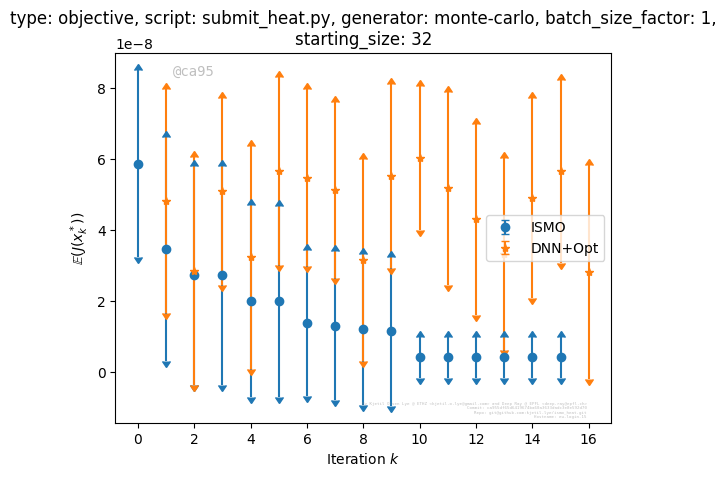 type: objective, script: submit_heat.py, generator: monte-carlo, batch_size_factor: 1,
starting_size: 32
1e−8
@ca95
8
6
4
2
0
𝔼(J(x*k))
ISMO
DNN+Opt
0 2 4 6 8 10 12 14 16
Iteration k